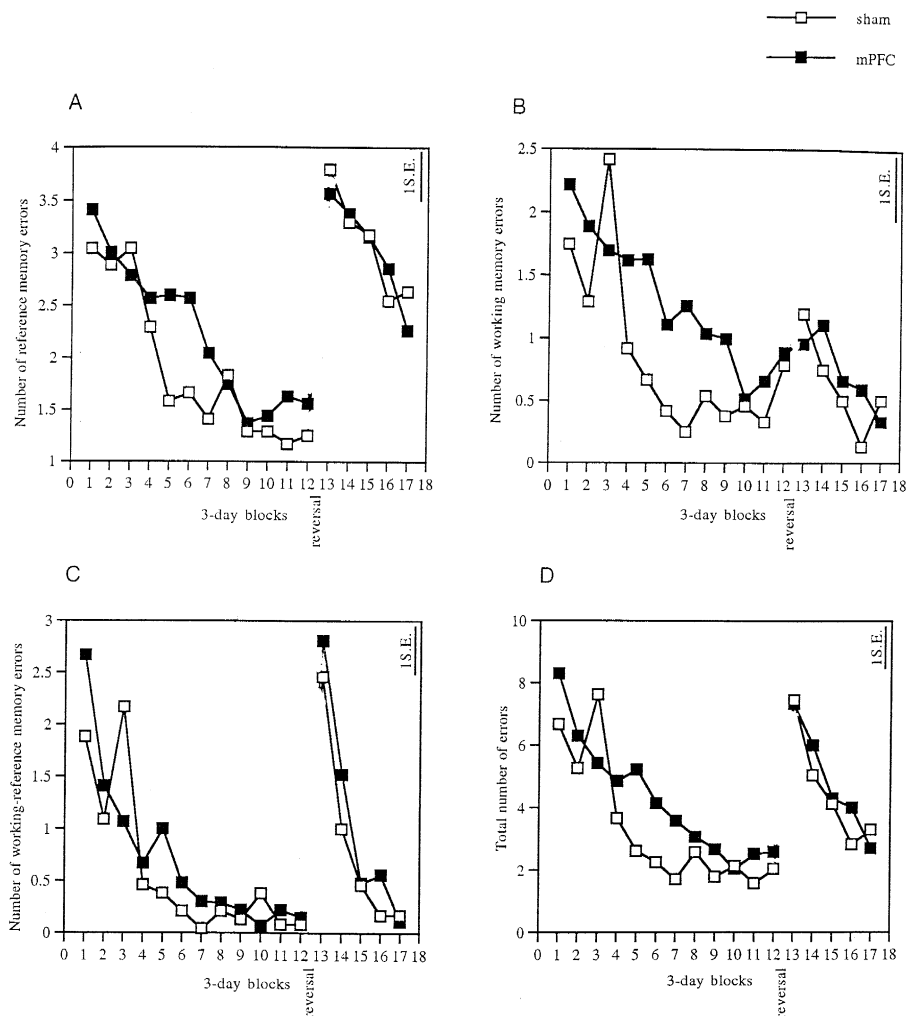 sham
mPFC
A
Number of reference memory errors
4
3.5
3
2.5
2
1.5
1
1S.E.
0 1 2 3 4 5 6 7 8 9 10 11 12 13 14 15 16 17 18
3-day blocks
reversal
B
Number of working memory errors
2.5
2
1.5
1
0.5
0
1S.E.
0 1 2 3 4 5 6 7 8 9 10 11 12 13 14 15 16 17 18
3-day blocks
reversal
C
Number of working-reference memory errors
3
2.5
2
1.5
1
0.5
0
1S.E.
0 1 2 3 4 5 6 7 8 9 10 11 12 13 14 15 16 17 18
3-day blocks
reversal
D
Total number of errors
10
8
6
4
2
0
1S.E.
0 1 2 3 4 5 6 7 8 9 10 11 12 13 14 15 16 17 18
3-day blocks
reversal